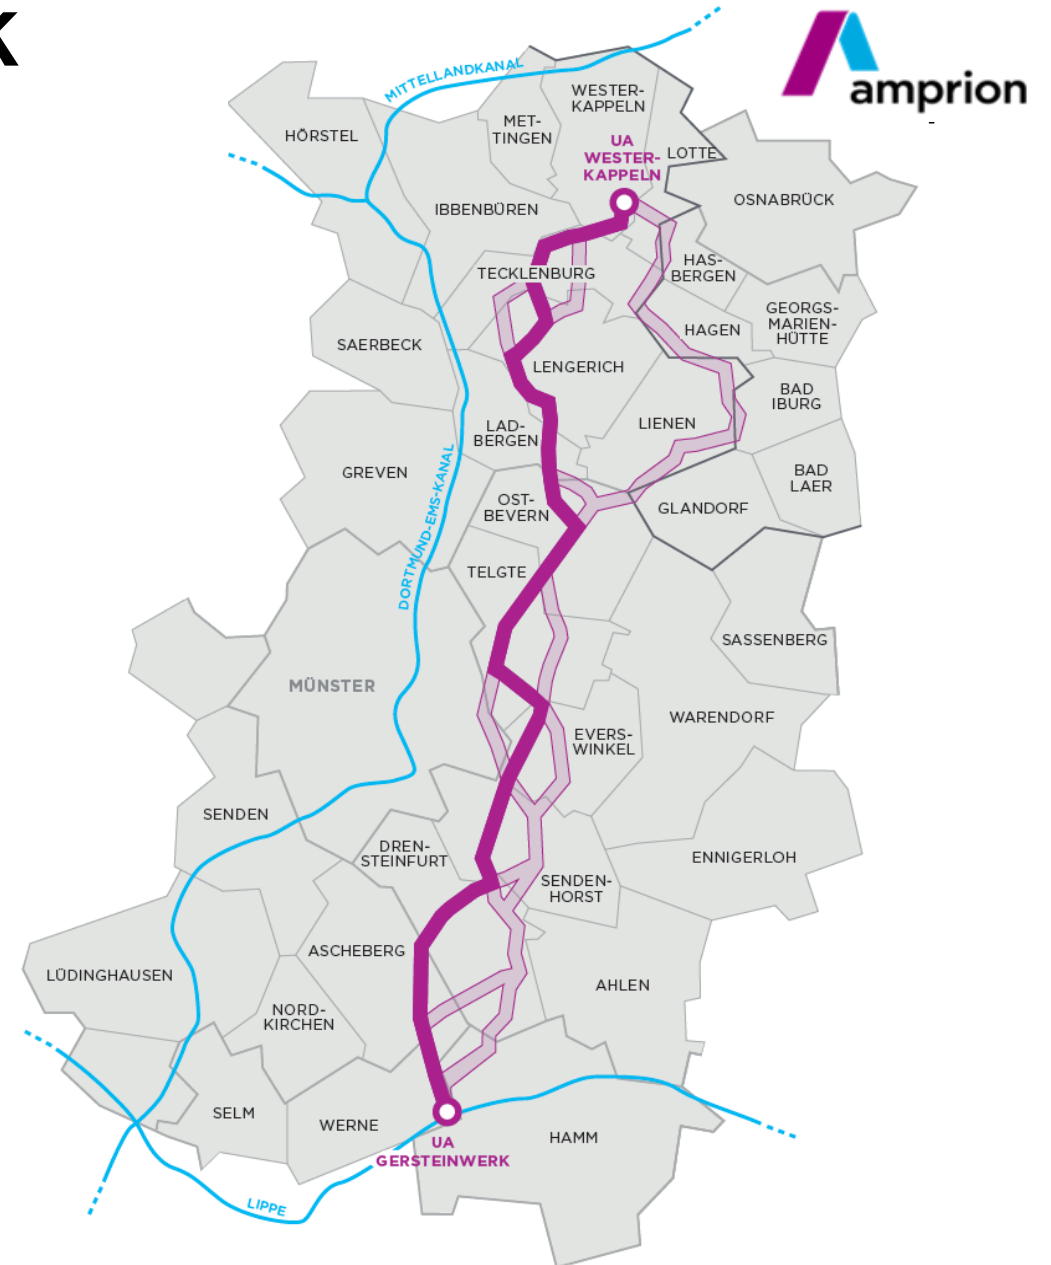 K
amprion
MITTELLANDKANAL
WESTER-
KAPPELN
MET-
TINGEN
HÖRSTEL
UA
WESTER-
KAPPELN
LOTTE
OSNABRÜCK
IBBENBÜREN
HAS-
BERGEN
TECKLENBURG
GEORGS-
MARIEN-
HÜTTE
HAGEN
SAERBECK
LENGERICH
BAD
IBURG
LIENEN
LAD-
BERGEN
GREVEN
DORTMUND-EMS-KANAL
BAD
LAER
OST-
BEVERN
GLANDORF
TELGTE
SASSENBERG
MÜNSTER
WARENDORF
EVERS-
WINKEL
SENDEN
DREN-
STEINFURT
ENNIGERLOH
SENDEN-
HORST
ASCHEBERG
LÜDINGHAUSEN
AHLEN
NORD-
KIRCHEN
SELM
WERNE
HAMM
UA
GERSTEINWERK
LIPPE